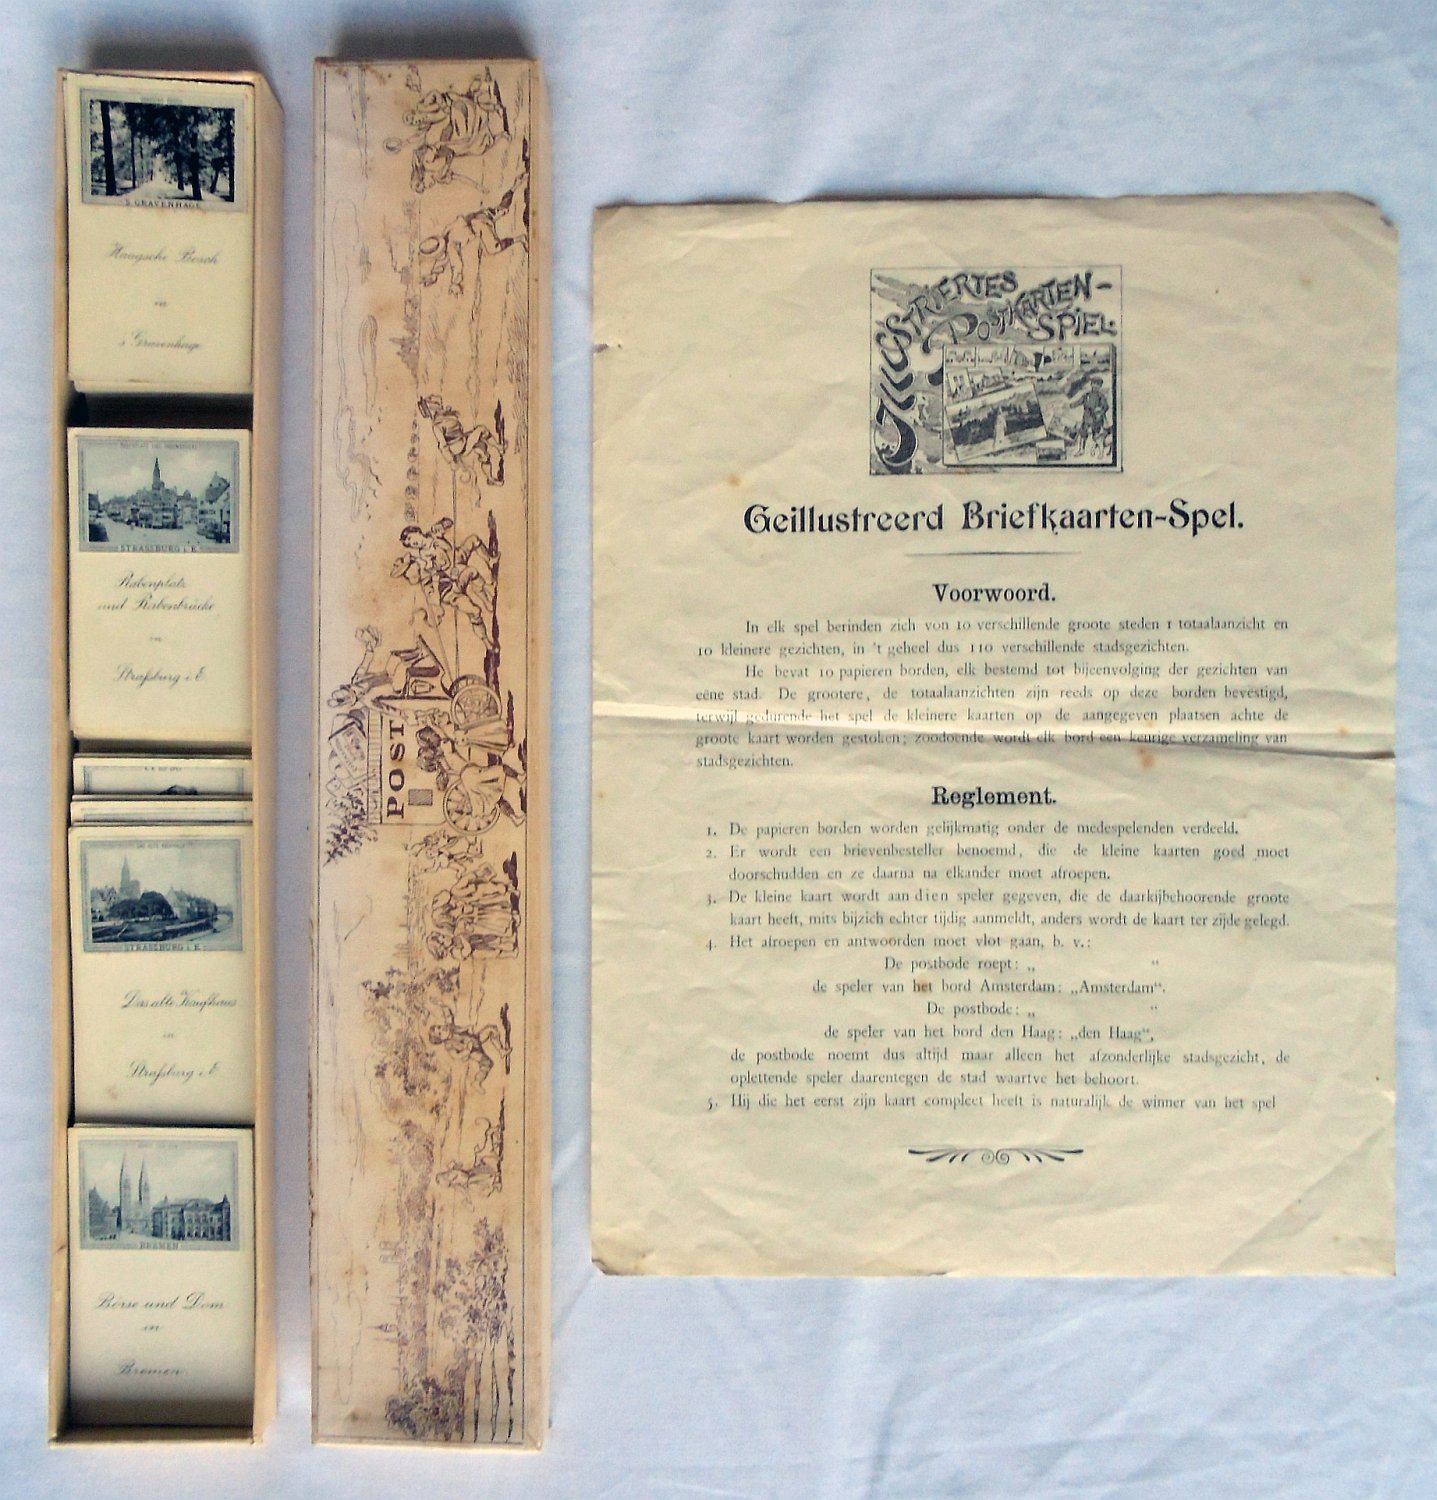 'S GRAVENHAGE
Haagsche Bosch
in
s Gravenhage
STRASSBURG i. E.
Rabenplatz
und Rabenbrücke
in
Straßburg i. E.
STRASSBURG i. E.
Das alte Kaufhaus
in
Straßburg i. E.
BREMEN
Börse und Dom
in
Bremen.
POST
ILLUSTRIERTES
POSTKARTEN-
SPIEL
Geillustreerd Briefkaarten-Spel.
Voorwoord.
In elk spel berinden zich von 10 verschillende groote steden 1 totaalaanzicht en
10 kleinere gezichten, in 't geheel dus 110 verschillende stadsgezichten.
He bevat 10 papieren borden, elk bestemd tot bijeenvolging der gezichten van
eéne stad. De grootere, de totaalaanzichten zijn reeds op deze borden bevestigd,
terwijl gedurende het spel de kleinere kaarten op de aangegeven plaatsen achte de
groote kaart worden gestoken; zoodoende wordt elk bord een keurige verzameling van
stadsgezichten.
Reglement.
1. De papieren borden worden gelijkmatig onder de medespelenden verdeeld.
2. Er wordt een brievenbesteller benoemd, die de kleine kaarten goed moet
doorschudden en ze daarna na elkander moet afroepen.
3. De kleine kaart wordt aan dien speler gegeven, die de daarkijbehoorende groote
kaart heeft, mits bijzich echter tijdig aanmeldt, anders wordt de kaart ter zijde gelegd.
4. Het afroepen en antwoorden moet vlot gaan, b. v.:
De postbode roept: „ “
de speler van het bord Amsterdam: „Amsterdam“.
De postbode: „ “
de speler van het bord den Haag: „den Haag“,
de postbode noemt dus altijd maar alleen het afzonderlijke stadsgezicht, de
oplettende speler daarentegen de stad waartve het behoort.
5. Hij die het eerst zijn kaart compleet heeft is naturalijk de winner van het spel